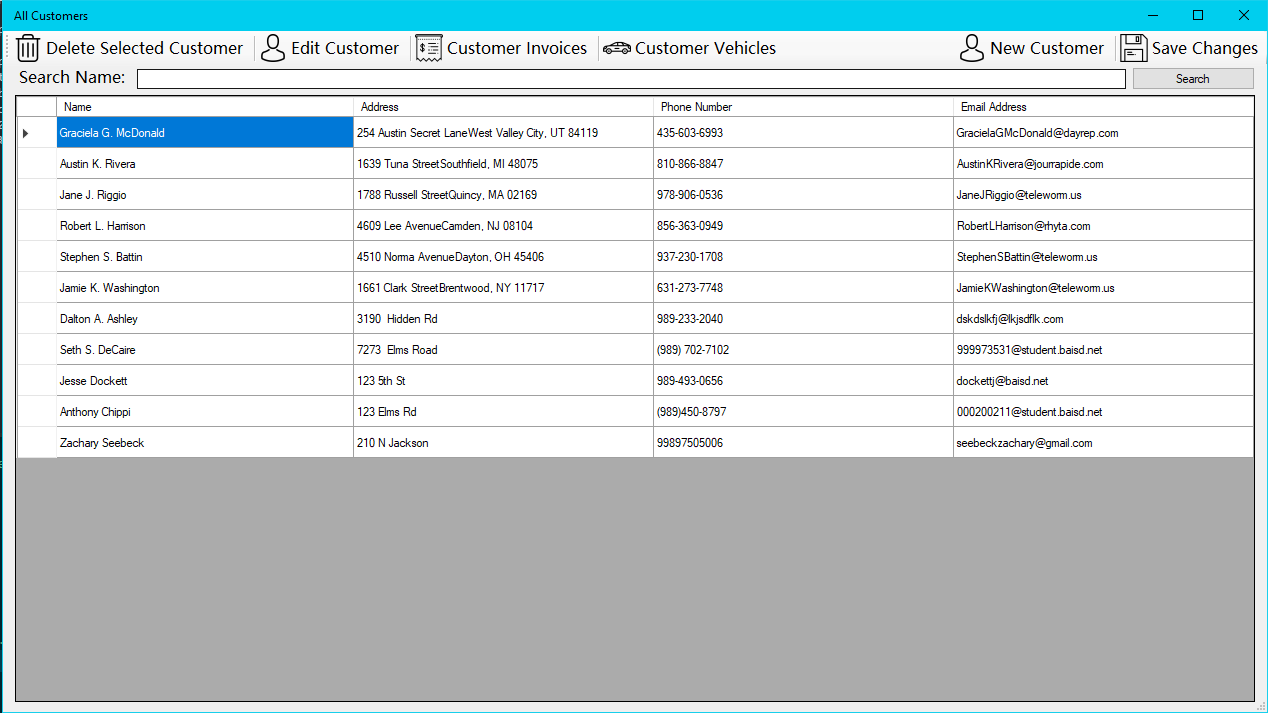 All Customers
Delete Selected Customer Edit Customer Customer Invoices Customer Vehicles New Customer Save Changes
Search Name: Search
Name Address Phone Number Email Address
Graciela G. McDonald 254 Austin Secret LaneWest Valley City, UT 84119 435-603-6993 GracielaGMcDonald@dayrep.com
Austin K. Rivera 1639 Tuna StreetSouthfield, MI 48075 810-866-8847 AustinKRivera@jourrapide.com
Jane J. Riggio 1788 Russell StreetQuincy, MA 02169 978-906-0536 JaneJRiggio@teleworm.us
Robert L. Harrison 4609 Lee AvenueCamden, NJ 08104 856-363-0949 RobertLHarrison@rhyta.com
Stephen S. Battin 4510 Norma AvenueDayton, OH 45406 937-230-1708 StephenSBattin@teleworm.us
Jamie K. Washington 1661 Clark StreetBrentwood, NY 11717 631-273-7748 JamieKWashington@teleworm.us
Dalton A. Ashley 3190  Hidden Rd 989-233-2040 dskdslkfj@lkjsdflk.com
Seth S. DeCaire 7273  Elms Road (989) 702-7102 999973531@student.baisd.net
Jesse Dockett 123 5th St 989-493-0656 dockettj@baisd.net
Anthony Chippi 123 Elms Rd (989)450-8797 000200211@student.baisd.net
Zachary Seebeck 210 N Jackson 99897505006 seebeckzachary@gmail.com